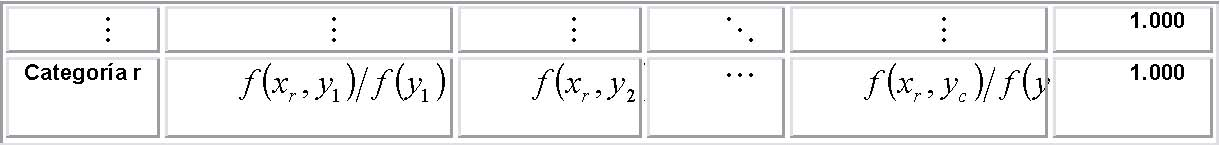 ⋮ ⋮ ⋮ ⋱ ⋮ 1.000
Categoría r f(x_r, y_1)/f(y_1) f(x_r, y_2 ⋯ f(x_r, y_c)/f(y 1.000